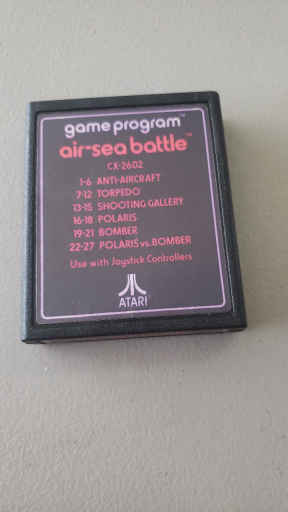 game program™
air-sea battle™
CX-2602
1-6 ANTI-AIRCRAFT
7-12 TORPEDO
13-15 SHOOTING GALLERY
16-18 POLARIS
19-21 BOMBER
22-27 POLARIS vs. BOMBER
Use with Joystick Controllers
ATARI